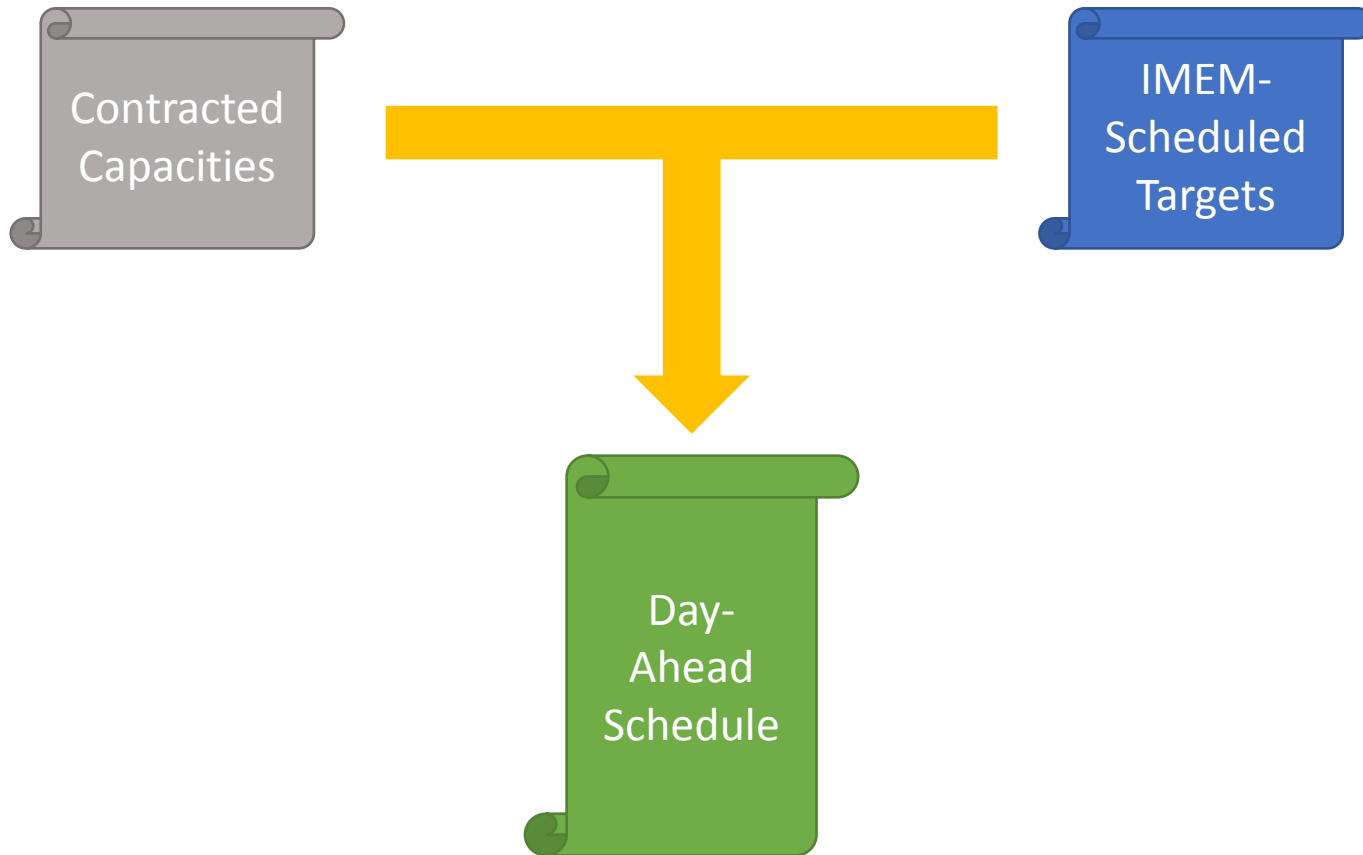 Contracted
Capacities
IMEM-
Scheduled
Targets
Day-
Ahead
Schedule